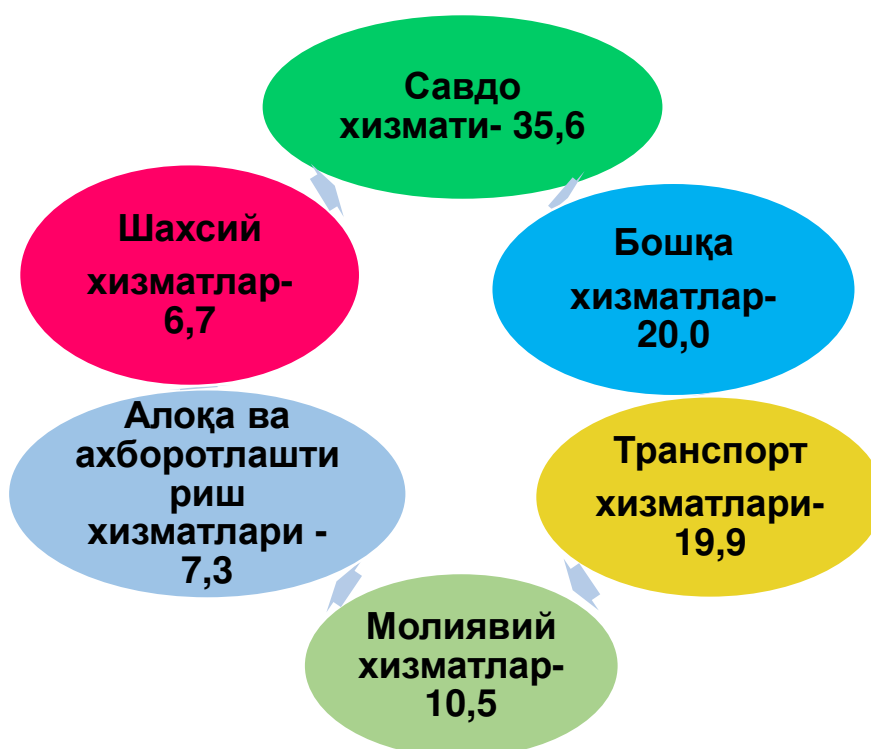 Савдо
хизмати- 35,6
Бошқа
хизматлар-
20,0
Транспорт
хизматлари-
19,9
Молиявий
хизматлар-
10,5
Алоқа ва
ахборотлашти
риш
хизматлари -
7,3
Шахсий
хизматлар-
6,7